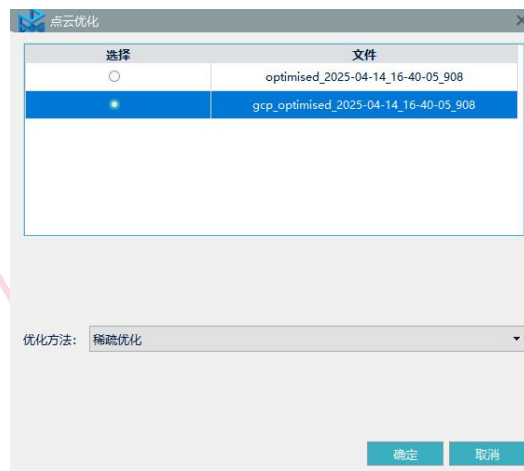 点云优化
选择 文件
optimised_2025-04-14_16-40-05_908
gcp_optimised_2025-04-14_16-40-05_908
优化方法: 稀疏优化
确定 取消